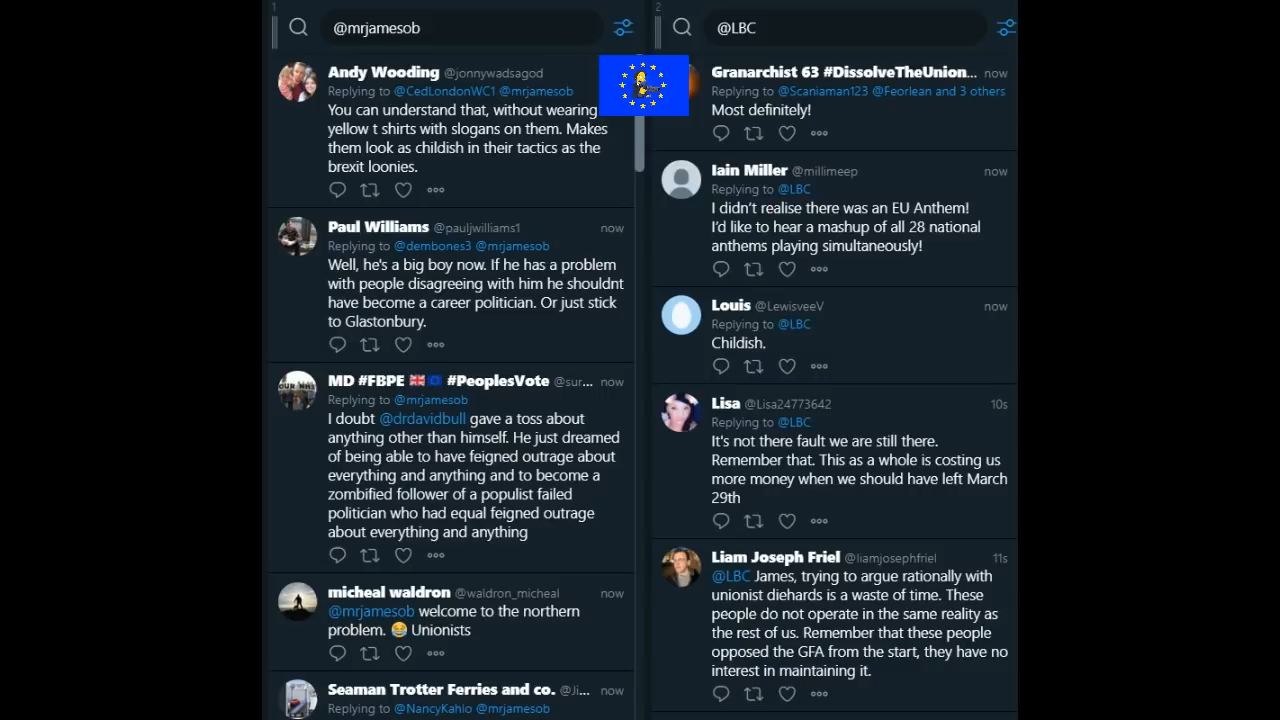 1
@mrjamesob
Andy Wooding @jonnywadsagod
Replying to @CedLondonWC1 @mrjamesob
You can understand that, without wearing
yellow t shirts with slogans on them. Makes
them look as childish in their tactics as the
brexit loonies.
Paul Williams @pauljwilliams1 now
Replying to @dembones3 @mrjamesob
Well, he's a big boy now. If he has a problem
with people disagreeing with him he shouldnt
have become a career politician. Or just stick
to Glastonbury.
MD #FBPE 🇬🇧🇪🇺 #PeoplesVote @sur... now
Replying to @mrjamesob
I doubt @drdavidbull gave a toss about
anything other than himself. He just dreamed
of being able to have feigned outrage about
everything and anything and to become a
zombified follower of a populist failed
politician who had equal feigned outrage
about everything and anything
micheal waldron @waldron_micheal now
@mrjamesob welcome to the northern
problem. 😂 Unionists
Seaman Trotter Ferries and co. @Ji... now
Replying to @NancyKahlo @mrjamesob
2
@LBC
Granarchist 63 #DissolveTheUnion... now
Replying to @Scaniaman123 @Feorlean and 3 others
Most definitely!
Iain Miller @millimeep now
Replying to @LBC
I didn't realise there was an EU Anthem!
I'd like to hear a mashup of all 28 national
anthems playing simultaneously!
Louis @LewisveeV now
Replying to @LBC
Childish.
Lisa @Lisa24773642 10s
Replying to @LBC
It's not there fault we are still there.
Remember that. This as a whole is costing us
more money when we should have left March
29th
Liam Joseph Friel @liamjosephfriel 11s
@LBC James, trying to argue rationally with
unionist diehards is a waste of time. These
people do not operate in the same reality as
the rest of us. Remember that these people
opposed the GFA from the start, they have no
interest in maintaining it.